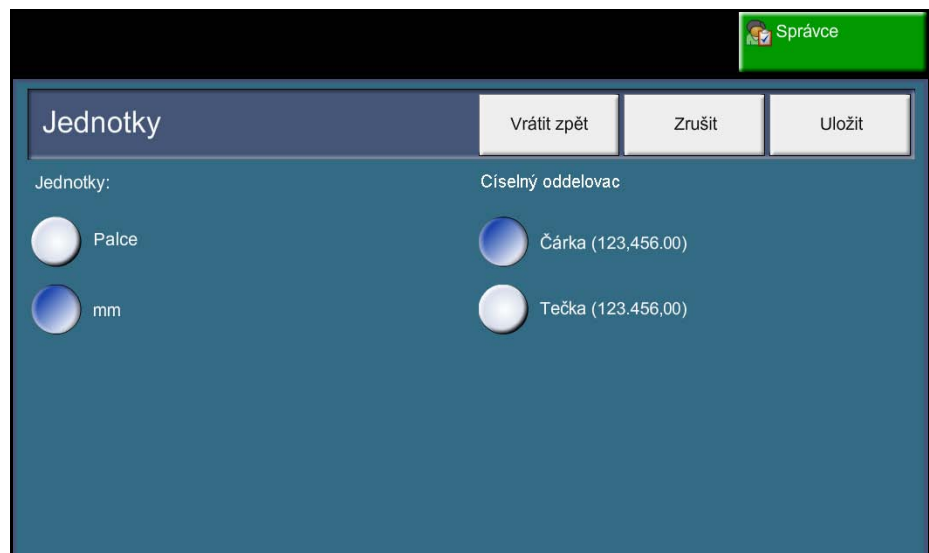 Správce
Jednotky
Vrátit zpět
Zrušit
Uložit
Jednotky:
Císelný oddelovac
Palce
Čárka (123,456.00)
mm
Tečka (123.456,00)